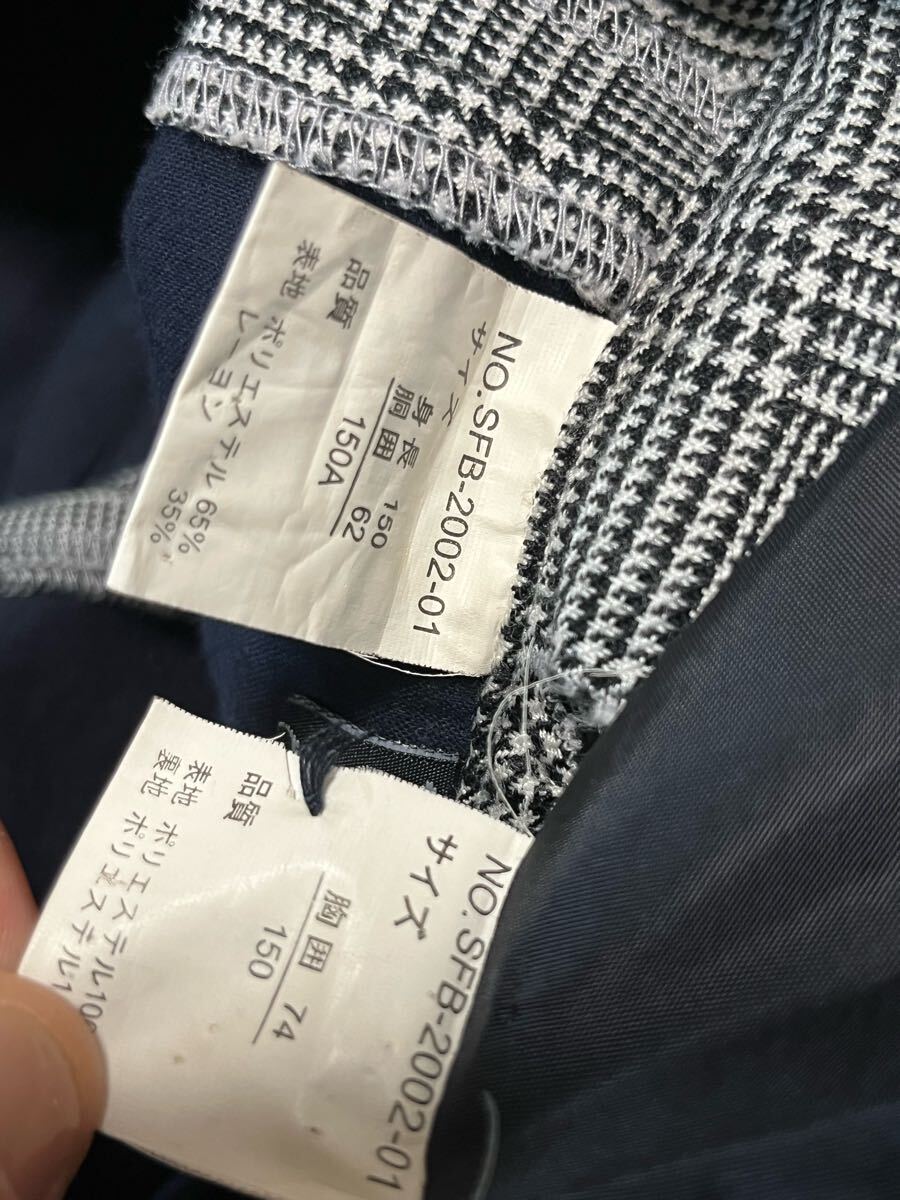 NO.SFB-2002-01
サイズ 身長 150
胸囲 62
150A
品質
表地 ポリエステル 65%
レーヨン 35%
NO.SFB-2002-01
サイズ
胸囲 74
150
品質
表地 ポリエステル
裏地 ポリエステル